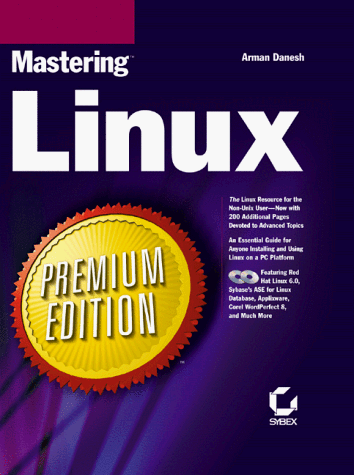 Mastering™
Arman Danesh
Linux
The Linux Resource for the
Non-Unix User—Now with
200 Additional Pages
Devoted to Advanced Topics
An Essential Guide for
Anyone Installing and Using
Linux on a PC Platform
Featuring Red
Hat Linux 6.0,
Sybase's ASE for Linux
Database, Applixware,
Corel WordPerfect 8,
and Much More
PREMIUM
EDITION
™
SYBEX